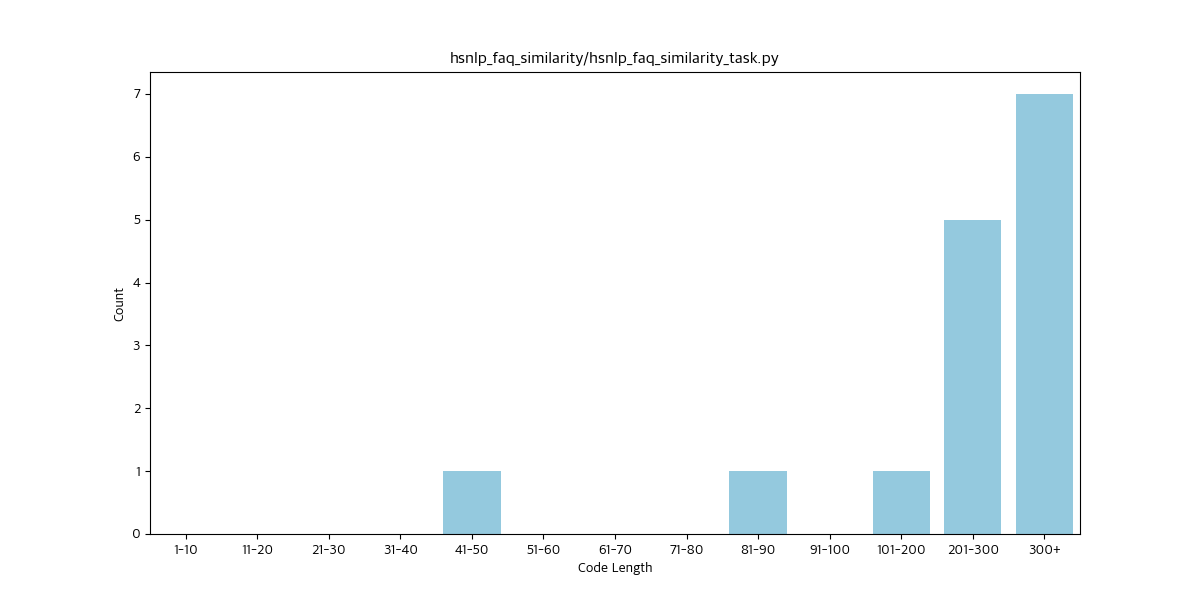 hsnlp_faq_similarity/hsnlp_faq_similarity_task.py
7
6
5
4
3
2
1
0
Count
1-10 11-20 21-30 31-40 41-50 51-60 61-70 71-80 81-90 91-100 101-200 201-300 300+
Code Length